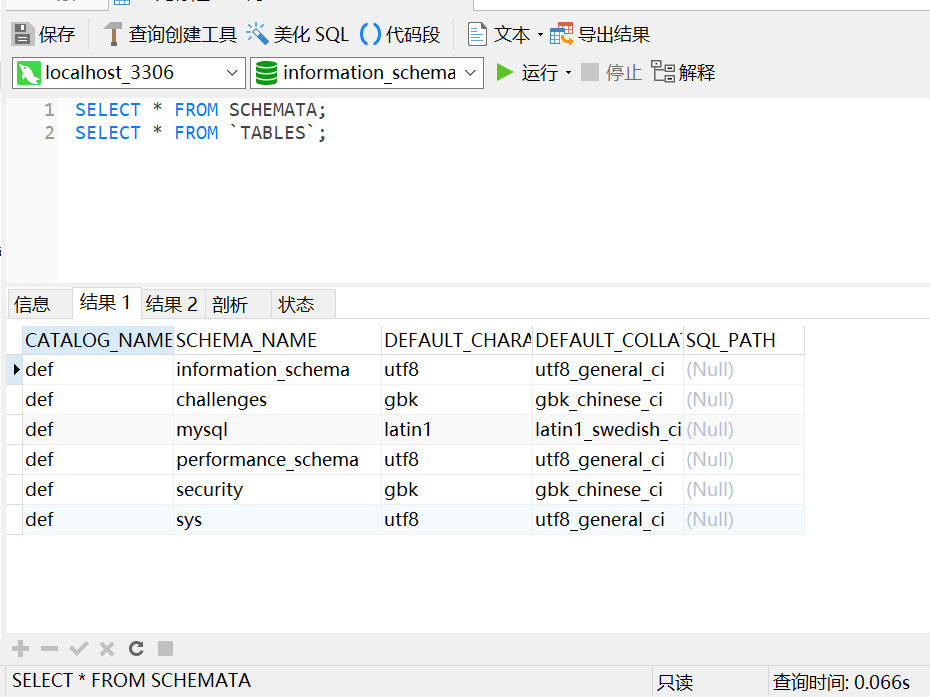 保存 查询创建工具 美化 SQL 代码段 文本 导出结果
localhost_3306 information_schema 运行 停止 解释
1 SELECT * FROM SCHEMATA;
2 SELECT * FROM `TABLES`;
信息 结果 1 结果 2 剖析 状态
CATALOG_NAME SCHEMA_NAME DEFAULT_CHARA DEFAULT_COLLA SQL_PATH
def information_schema utf8 utf8_general_ci (Null)
def challenges gbk gbk_chinese_ci (Null)
def mysql latin1 latin1_swedish_ci (Null)
def performance_schema utf8 utf8_general_ci (Null)
def security gbk gbk_chinese_ci (Null)
def sys utf8 utf8_general_ci (Null)
SELECT * FROM SCHEMATA 只读 查询时间: 0.066s